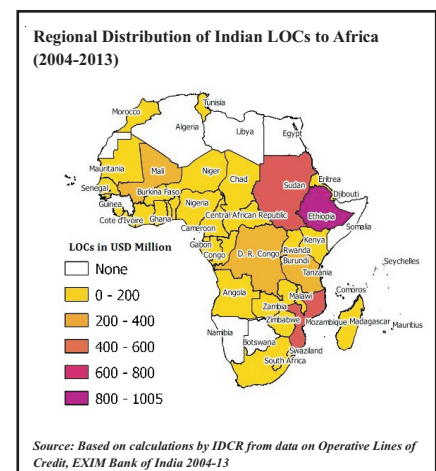 Regional Distribution of Indian LOCs to Africa
(2004-2013)
Tunisia
Morocco
Algeria
Libya
Egypt
Mauritania
Mali
Niger
Chad
Sudan
Eritrea
Senegal
Burkina Faso
Djibouti
Guinea
Nigeria
Ethiopia
Cote d'Ivoire
Ghana
Central African Republic
Somalia
Cameroon
Gabon
Congo
D. R. Congo
Kenya
Rwanda
Burundi
Seychelles
Tanzania
Angola
Malawi
Comoros
Zambia
Zimbabwe
Mozambique
Madagascar
Mauritius
Namibia
Botswana
Swaziland
South Africa
LOCs in USD Million
None
0 - 200
200 - 400
400 - 600
600 - 800
800 - 1005
Source: Based on calculations by IDCR from data on Operative Lines of
Credit, EXIM Bank of India 2004-13